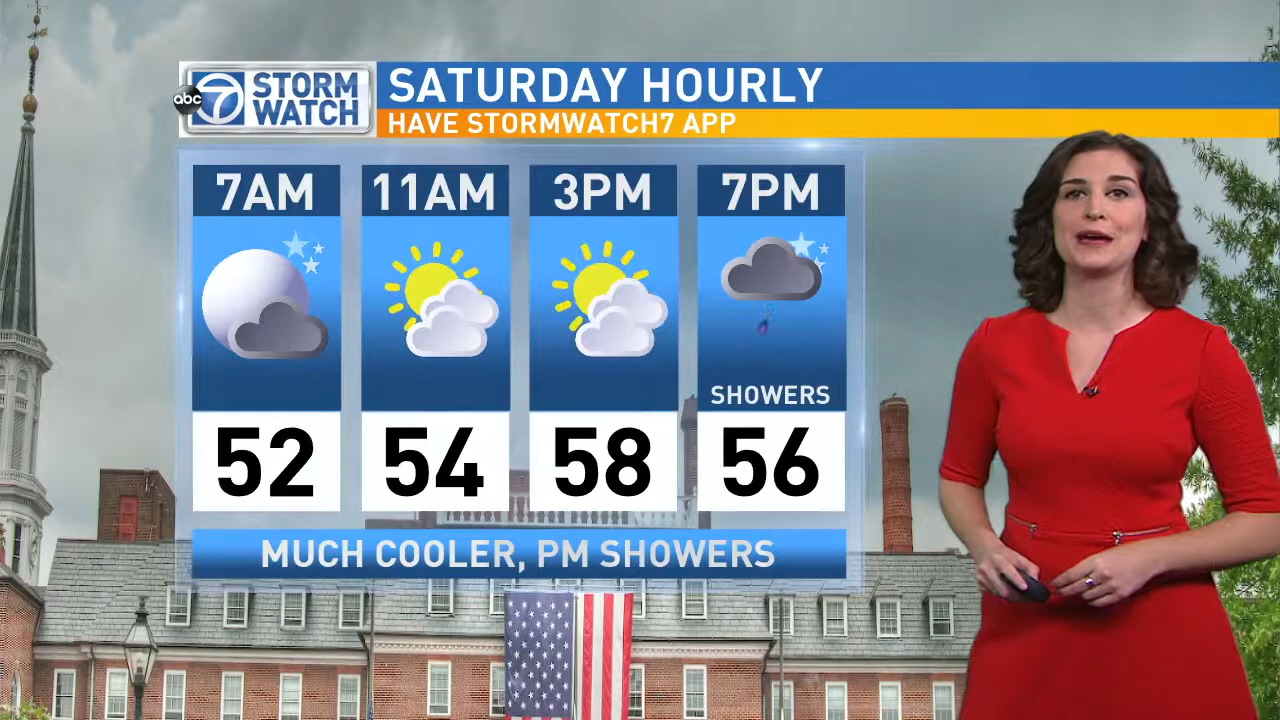 abc 7 STORM WATCH
SATURDAY HOURLY
HAVE STORMWATCH7 APP
7AM 11AM 3PM 7PM
SHOWERS
52 54 58 56
MUCH COOLER, PM SHOWERS